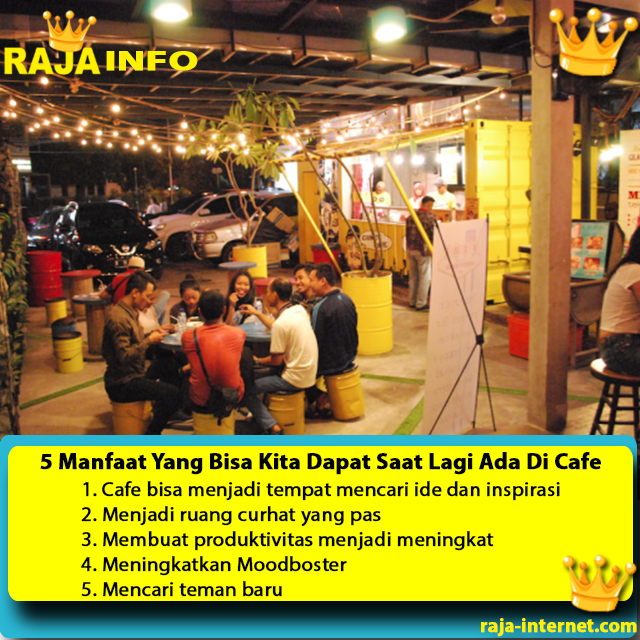 RAJA INFO
5 Manfaat Yang Bisa Kita Dapat Saat Lagi Ada Di Cafe
1. Cafe bisa menjadi tempat mencari ide dan inspirasi
2. Menjadi ruang curhat yang pas
3. Membuat produktivitas menjadi meningkat
4. Meningkatkan Moodboster
5. Mencari teman baru
raja-internet.com